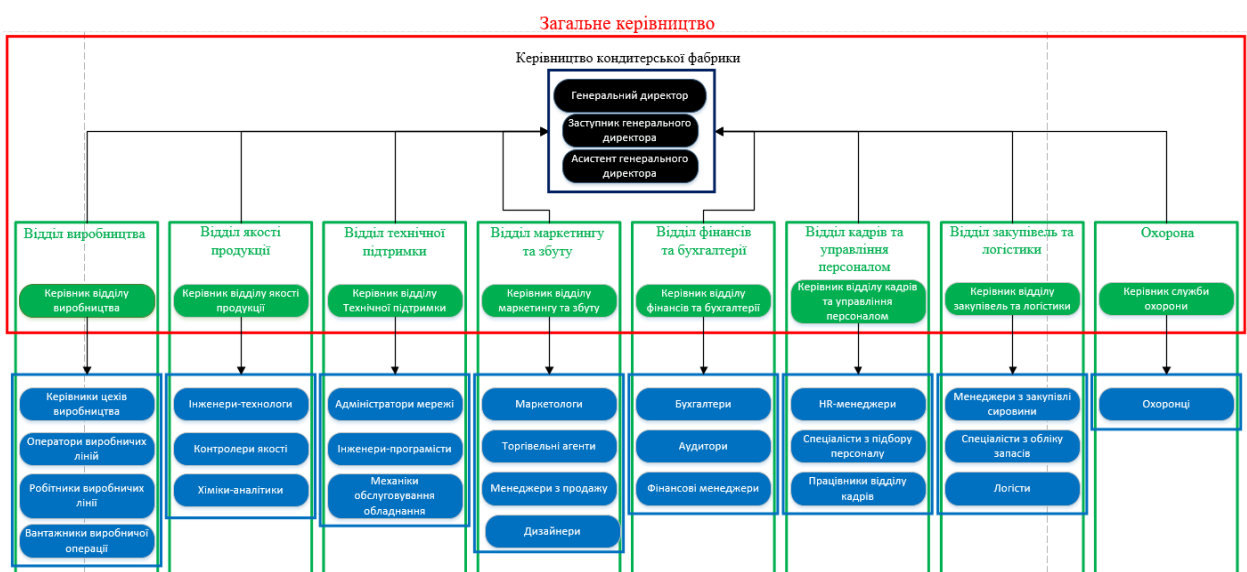 Загальне керівництво
Керівництво кондитерської фабрики
Генеральний директор
Заступник генерального
директора
Асистент генерального
директора
Відділ виробництва
Керівник відділу
виробництва
Керівники цехів
виробництва
Оператори виробничих
ліній
Робітники виробничих
лінії
Вантажники виробничої
операції
Відділ якості
продукції
Керівник відділу якості
продукції
Інженери-технологи
Контролери якості
Хіміки-аналітики
Відділ технічної
підтримки
Керівник відділу
Технічної підтримки
Адміністратори мережі
Інженери-програмісти
Механіки
обслуговування
обладнання
Відділ маркетингу
та збуту
Керівник відділу
маркетингу та збуту
Маркетологи
Торгівельні агенти
Менеджери з продажу
Дизайнери
Відділ фінансів
та бухгалтерії
Керівник відділу
фінансів та бухгалтерії
Бухгалтери
Аудитори
Фінансові менеджери
Відділ кадрів та
управління
персоналом
Керівник відділу кадрів
та управління
персоналом
HR-менеджери
Спеціалісти з підбору
персоналу
Працівники відділу
кадрів
Відділ закупівель та
логістики
Керівник відділу
закупівель та логістики
Менеджери з закупівлі
сировини
Спеціалісти з обліку
запасів
Логісти
Охорона
Керівник служби
охорони
Охоронці